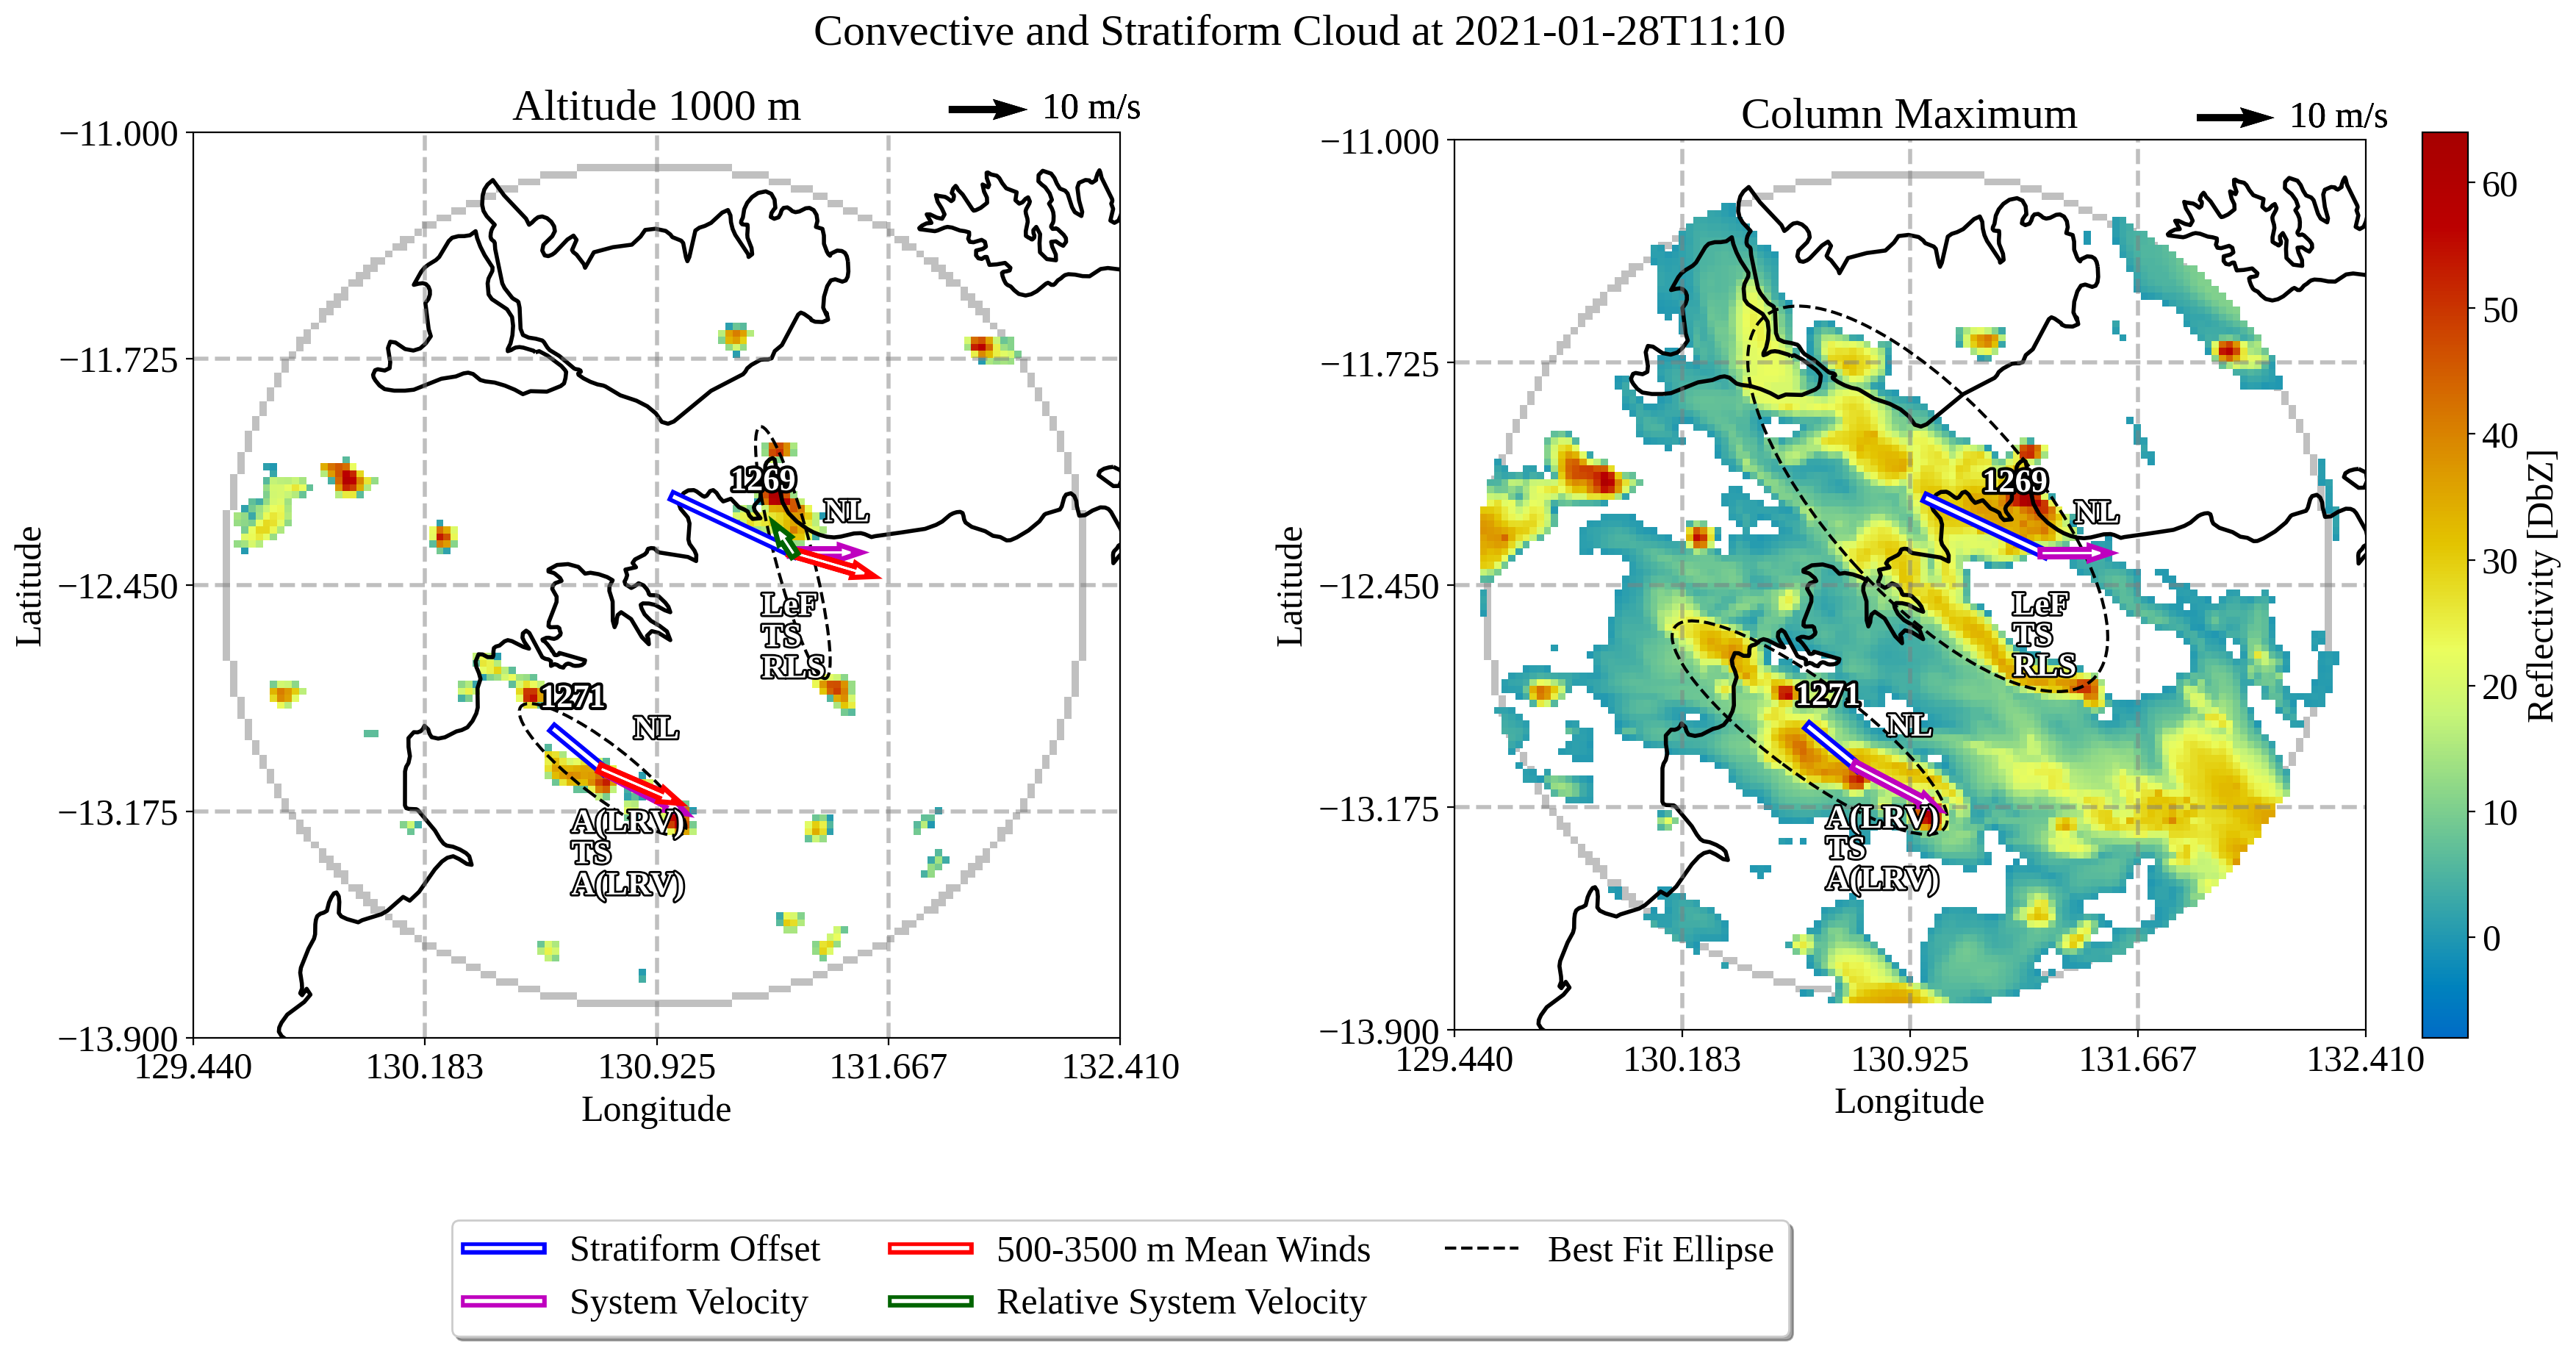 Convective and Stratiform Cloud at 2021-01-28T11:10
Altitude 1000 m
10 m/s
−11.000
−11.725
−12.450
−13.175
−13.900
Latitude
129.440 130.183 130.925 131.667 132.410
Longitude
1269
NL
LeF
TS
RLS
1271
NL
A(LRV)
TS
A(LRV)
Column Maximum
10 m/s
−11.000
−11.725
−12.450
−13.175
−13.900
Latitude
129.440 130.183 130.925 131.667 132.410
Longitude
1269
NL
LeF
TS
RLS
1271
NL
A(LRV)
TS
A(LRV)
60
50
40
30
20
10
0
Reflectivity [DbZ]
Stratiform Offset
System Velocity
500-3500 m Mean Winds
Relative System Velocity
Best Fit Ellipse